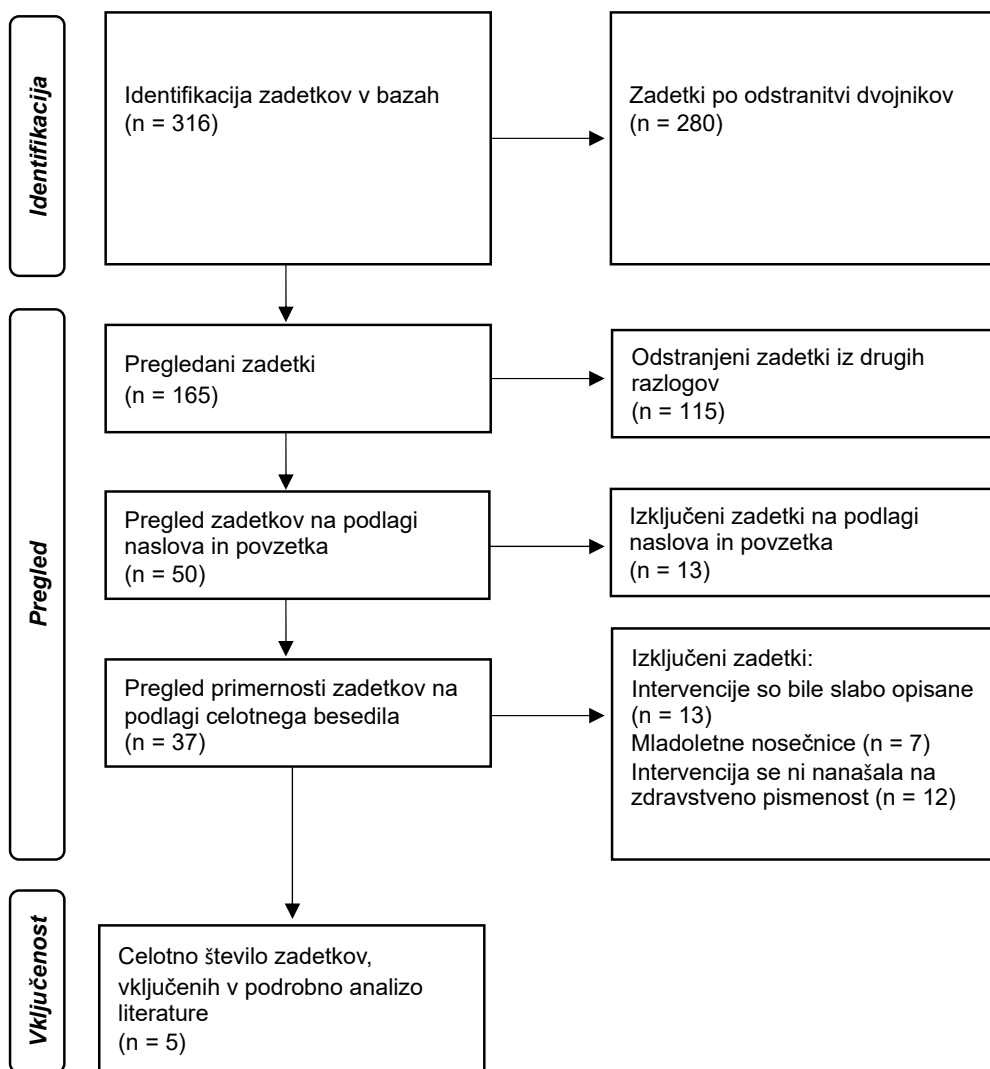 Identifikacija
Identifikacija zadetkov v bazah
(n = 316)
Zadetki po odstranitvi dvojnikov
(n = 280)
Pregled
Pregledani zadetki
(n = 165)
Odstranjeni zadetki iz drugih
razlogov
(n = 115)
Pregled zadetkov na podlagi
naslova in povzetka
(n = 50)
Izključeni zadetki na podlagi
naslova in povzetka
(n = 13)
Pregled primernosti zadetkov na
podlagi celotnega besedila
(n = 37)
Izključeni zadetki:
Intervencije so bile slabo opisane
(n = 13)
Mladoletne nosečnice (n = 7)
Intervencija se ni nanašala na
zdravstveno pismenost (n = 12)
Vključenost
Celotno število zadetkov,
vključenih v podrobno analizo
literature
(n = 5)